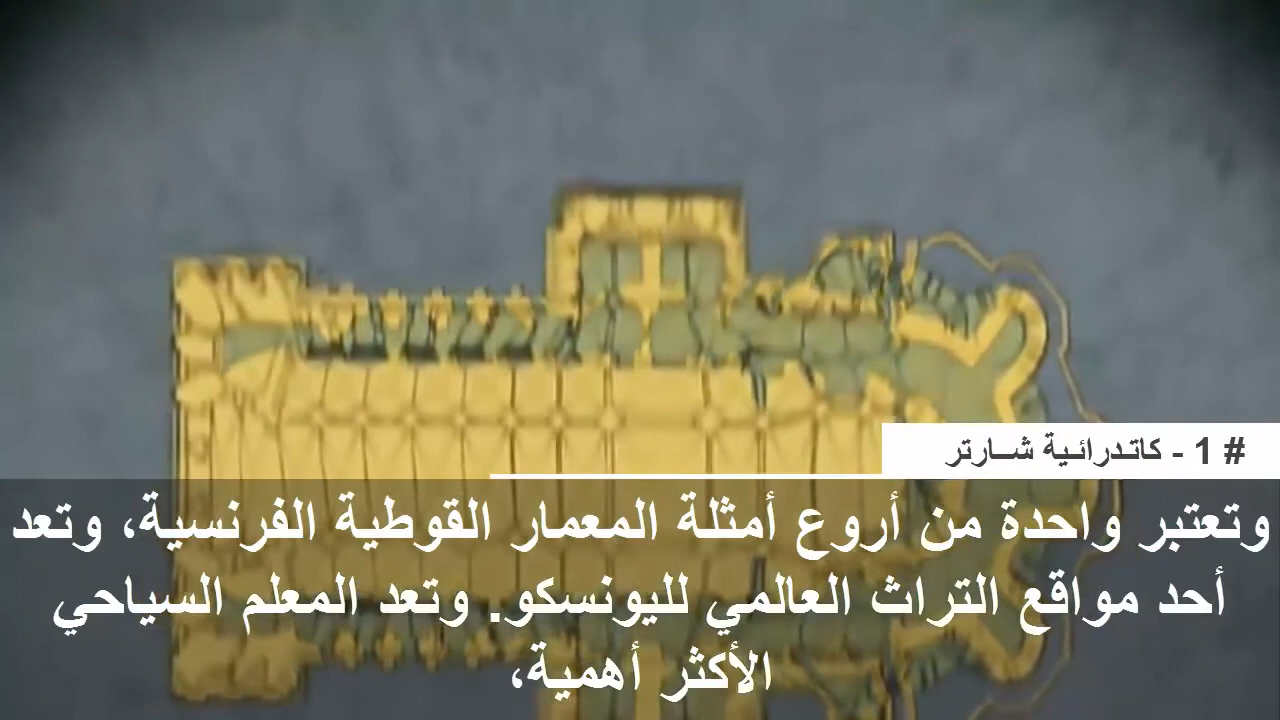 # 1 - كاتدرائية شارتر
وتعتبر واحدة من أروع أمثلة المعمار القوطية الفرنسية، وتعد
أحد مواقع التراث العالمي لليونسكو. وتعد المعلم السياحي
الأكثر أهمية،